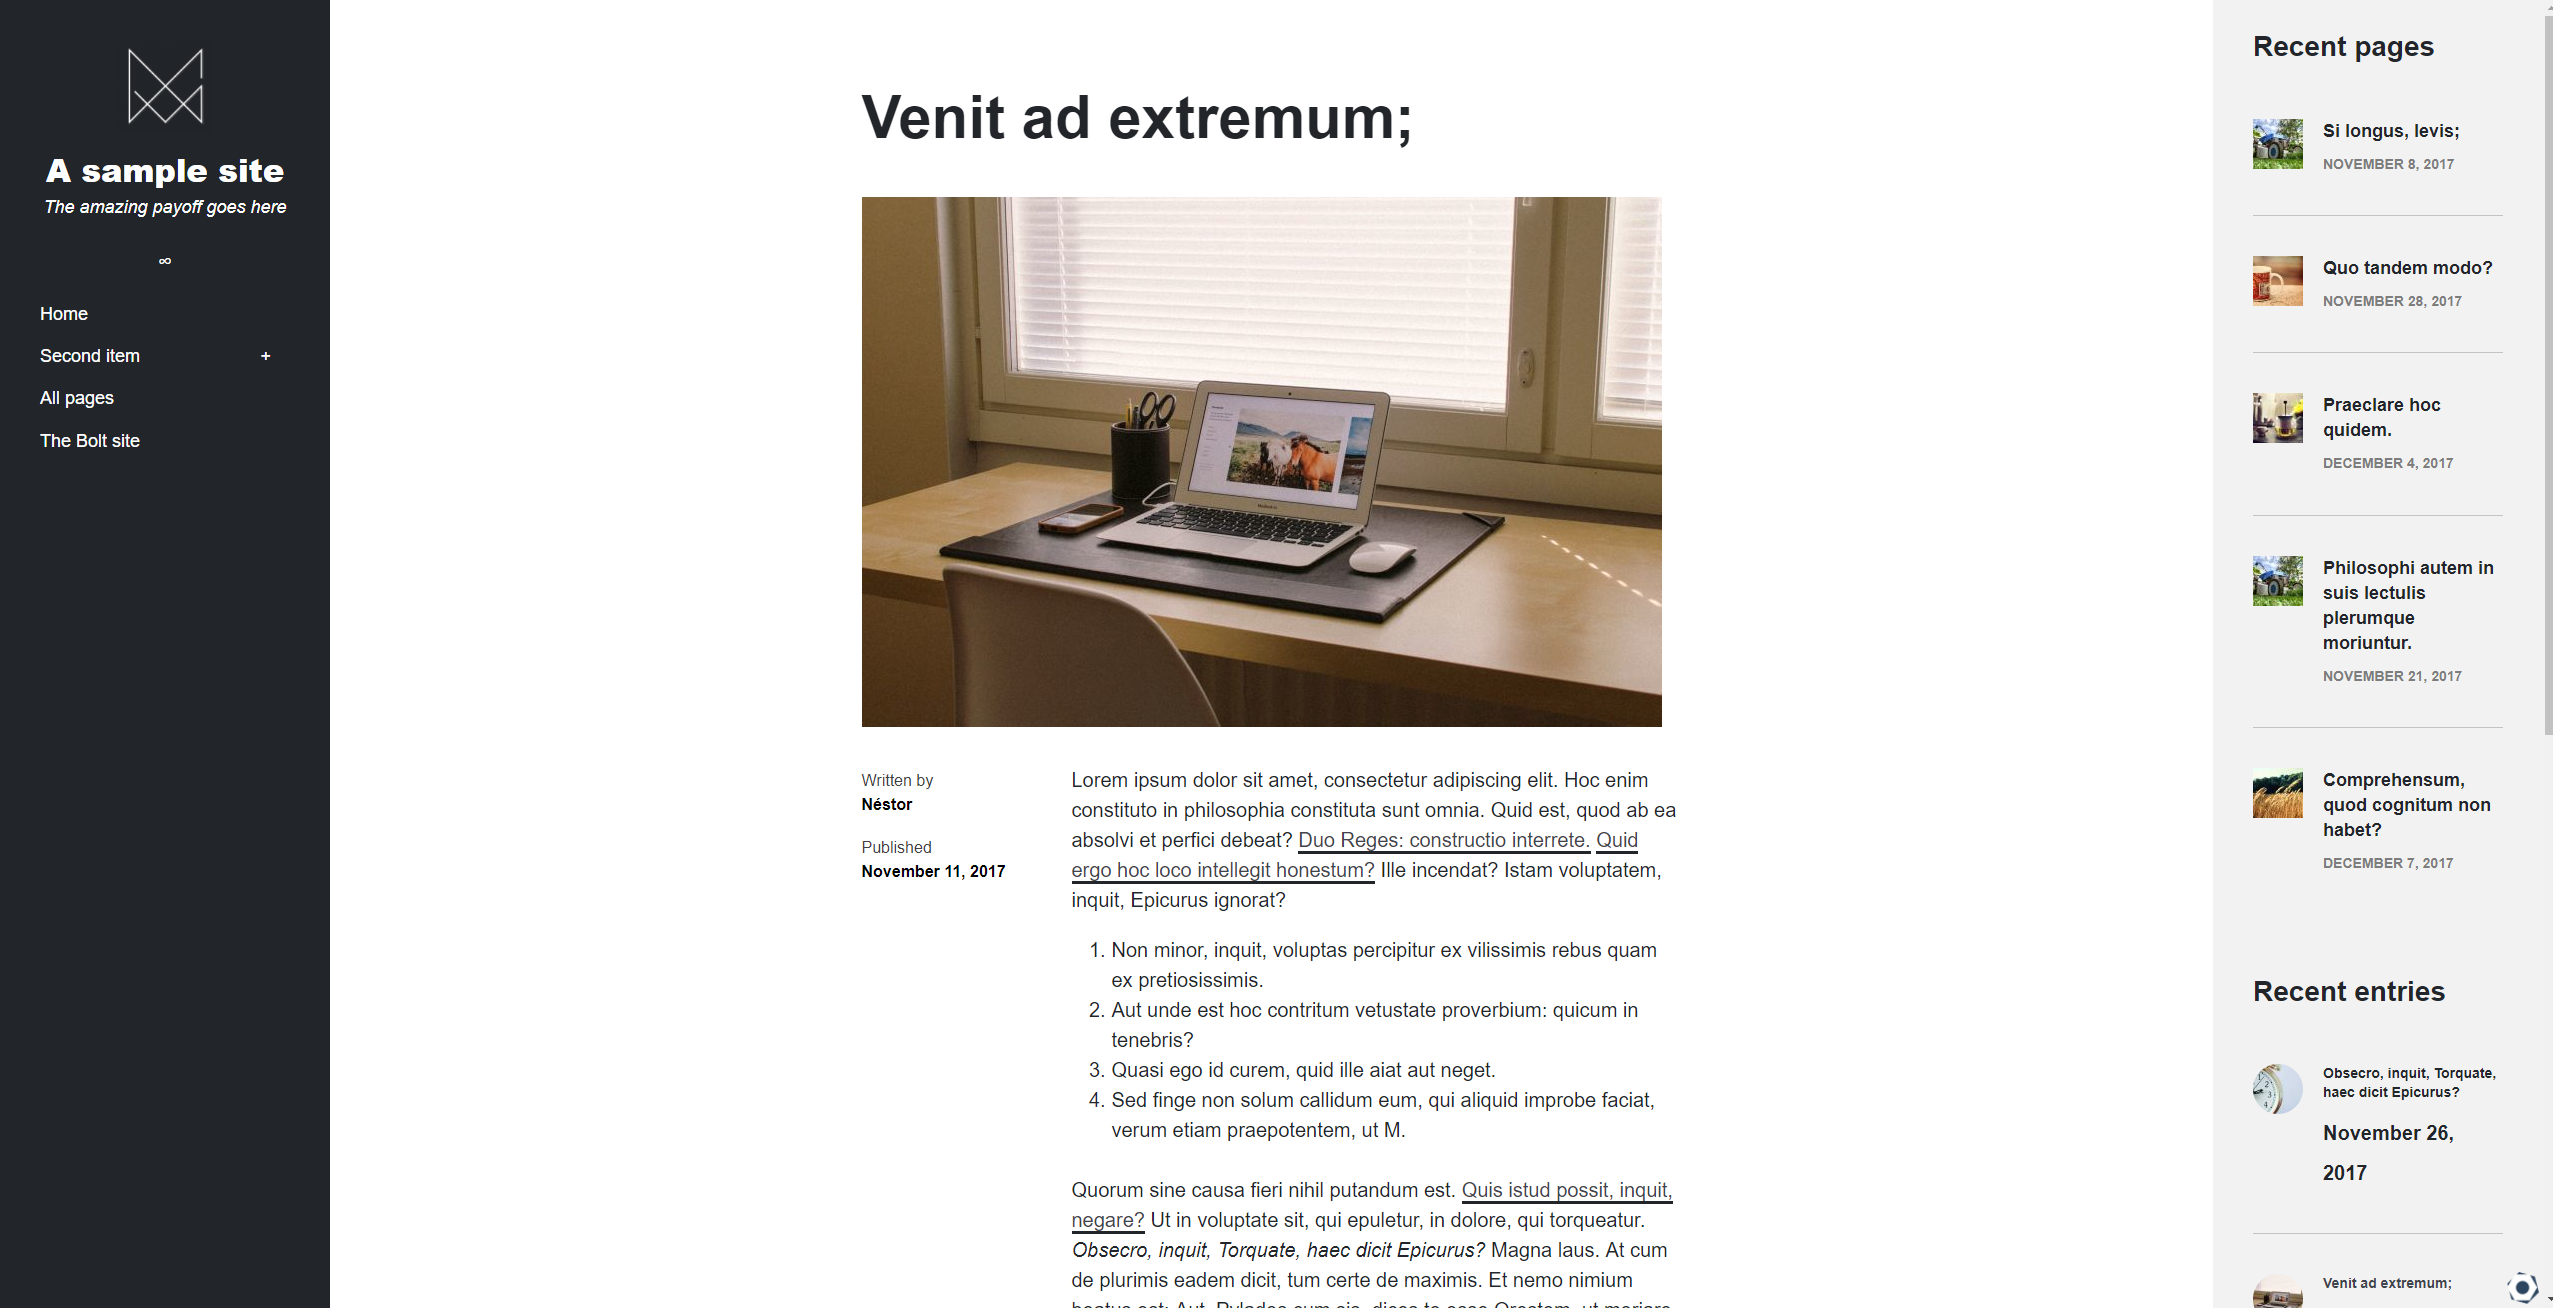 A sample site
The amazing payoff goes here
∞
Home
Second item +
All pages
The Bolt site
Venit ad extremum;
Written by
Néstor
Published
November 11, 2017
Lorem ipsum dolor sit amet, consectetur adipiscing elit. Hoc enim
constituto in philosophia constituta sunt omnia. Quid est, quod ab ea
absolvi et perfici debeat? Duo Reges: constructio interrete. Quid
ergo hoc loco intellegit honestum? Ille incendat? Istam voluptatem,
inquit, Epicurus ignorat?
1. Non minor, inquit, voluptas percipitur ex vilissimis rebus quam
ex pretiosissimis.
2. Aut unde est hoc contritum vetustate proverbium: quicum in
tenebris?
3. Quasi ego id curem, quid ille aiat aut neget.
4. Sed finge non solum callidum eum, qui aliquid improbe faciat,
verum etiam praepotentem, ut M.
Quorum sine causa fieri nihil putandum est. Quis istud possit, inquit,
negare? Ut in voluptate sit, qui epuletur, in dolore, qui torqueatur.
Obsecro, inquit, Torquate, haec dicit Epicurus? Magna laus. At cum
de plurimis eadem dicit, tum certe de maximis. Et nemo nimium
Recent pages
Si longus, levis;
NOVEMBER 8, 2017
Quo tandem modo?
NOVEMBER 28, 2017
Praeclare hoc
quidem.
DECEMBER 4, 2017
Philosophi autem in
suis lectulis
plerumque
moriuntur.
NOVEMBER 21, 2017
Comprehensum,
quod cognitum non
habet?
DECEMBER 7, 2017
Recent entries
Obsecro, inquit, Torquate,
haec dicit Epicurus?
November 26,
2017
Venit ad extremum;